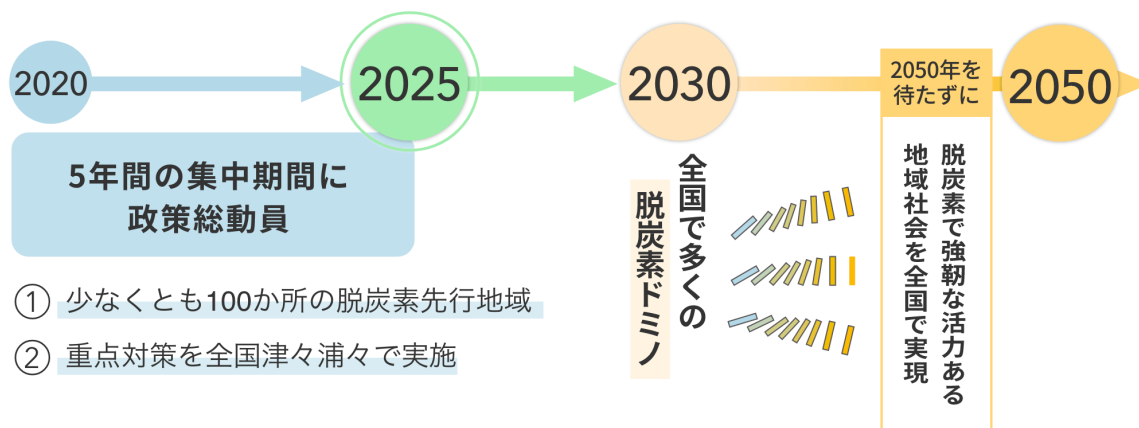 2020
2025
2030
2050年を
待たずに
2050
5年間の集中期間に
政策総動員
① 少なくとも100か所の脱炭素先行地域
② 重点対策を全国津々浦々で実施
全国で多くの
脱炭素ドミノ
脱炭素で強靭な活力ある
地域社会を全国で実現